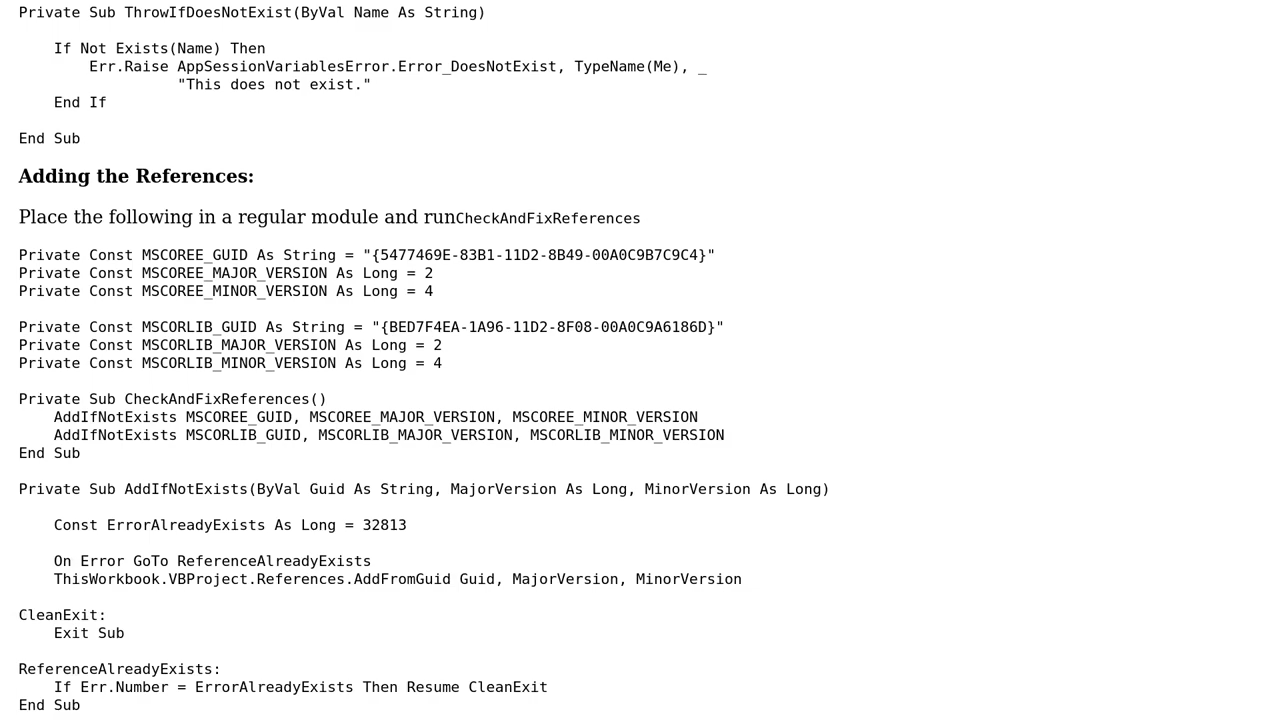 Private Sub ThrowIfDoesNotExist(ByVal Name As String)
If Not Exists(Name) Then
Err.Raise AppSessionVariablesError.Error_DoesNotExist, TypeName(Me), _
"This does not exist."
End If
End Sub
Adding the References:
Place the following in a regular module and runCheckAndFixReferences
Private Const MSCOREE_GUID As String = "{5477469E-83B1-11D2-8B49-00A0C9B7C9C4}"
Private Const MSCOREE_MAJOR_VERSION As Long = 2
Private Const MSCOREE_MINOR_VERSION As Long = 4
Private Const MSCORLIB_GUID As String = "{BED7F4EA-1A96-11D2-8F08-00A0C9A6186D}"
Private Const MSCORLIB_MAJOR_VERSION As Long = 2
Private Const MSCORLIB_MINOR_VERSION As Long = 4
Private Sub CheckAndFixReferences()
AddIfNotExists MSCOREE_GUID, MSCOREE_MAJOR_VERSION, MSCOREE_MINOR_VERSION
AddIfNotExists MSCORLIB_GUID, MSCORLIB_MAJOR_VERSION, MSCORLIB_MINOR_VERSION
End Sub
Private Sub AddIfNotExists(ByVal Guid As String, MajorVersion As Long, MinorVersion As Long)
Const ErrorAlreadyExists As Long = 32813
On Error GoTo ReferenceAlreadyExists
ThisWorkbook.VBProject.References.AddFromGuid Guid, MajorVersion, MinorVersion
CleanExit:
Exit Sub
ReferenceAlreadyExists:
If Err.Number = ErrorAlreadyExists Then Resume CleanExit
End Sub